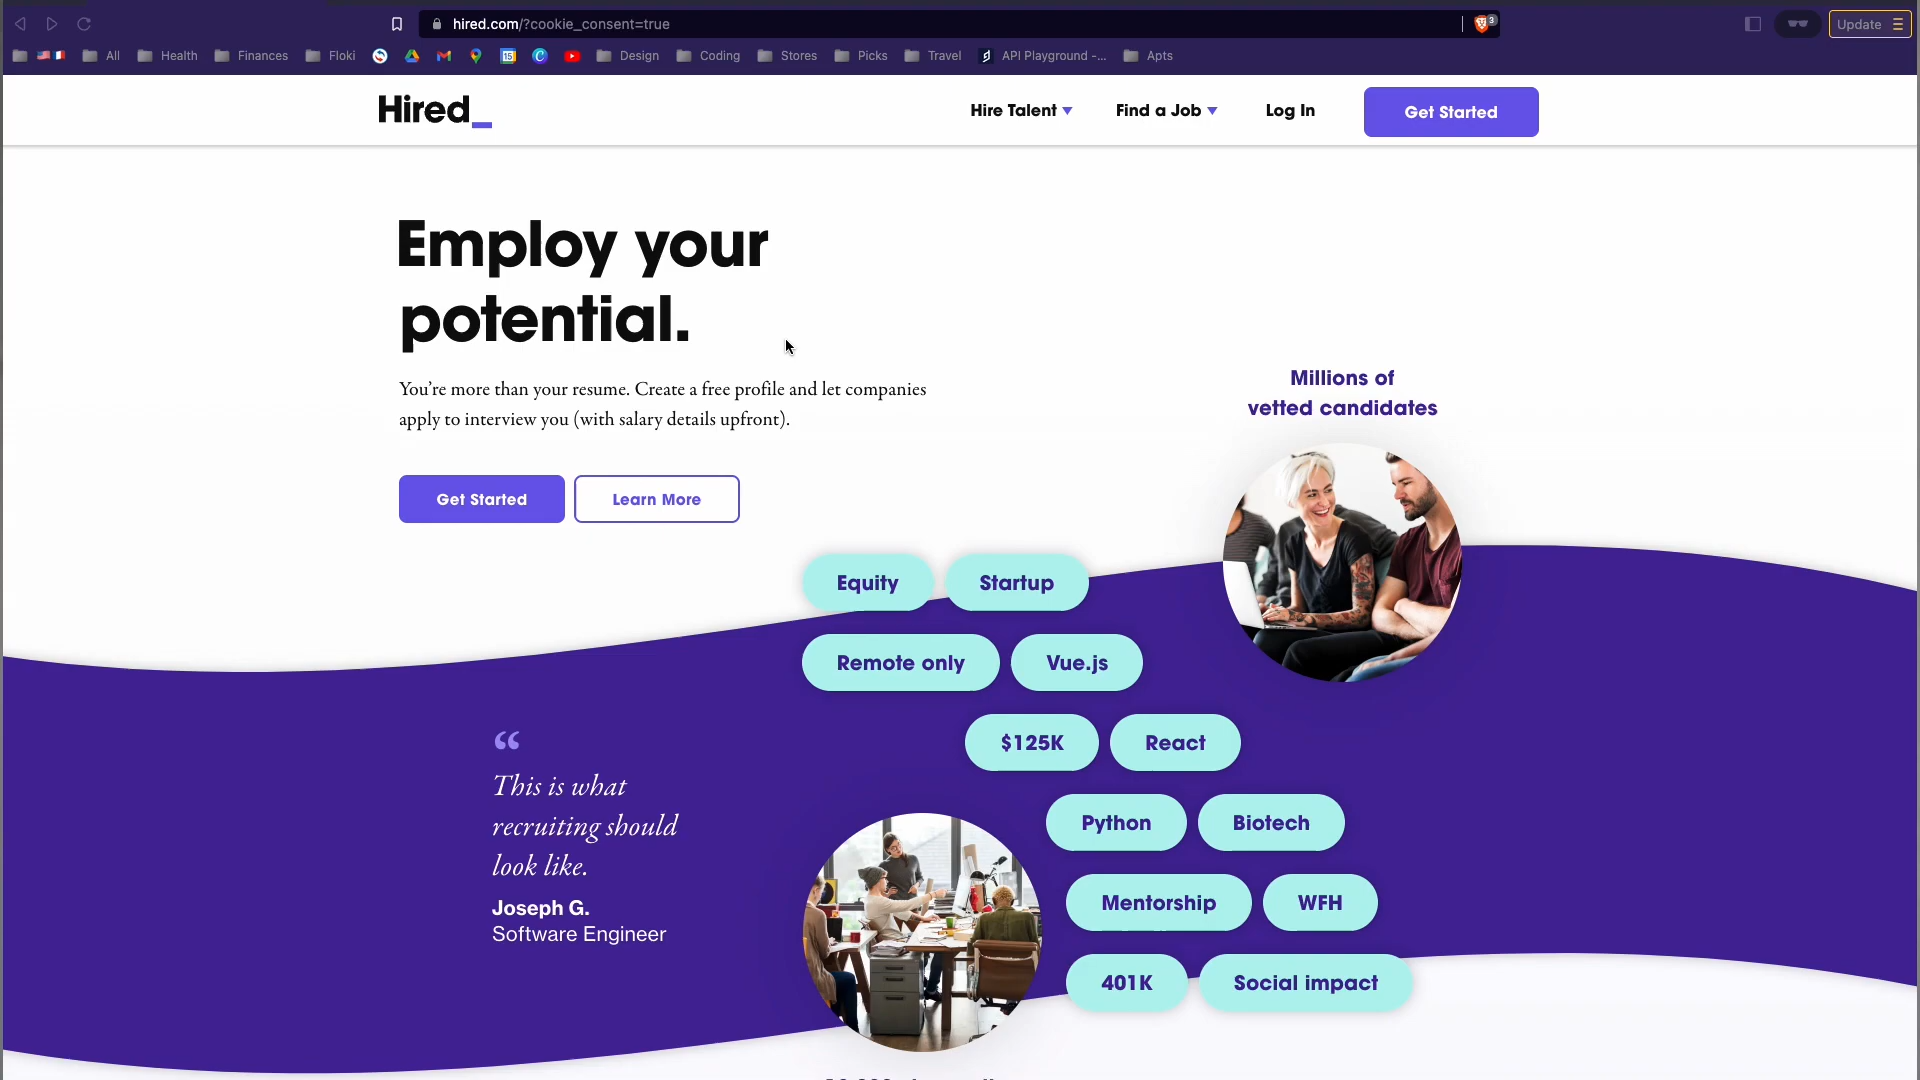 hired.com/?cookie_consent=true
3
Update
All
Health
Finances
Floki
15
Design
Coding
Stores
Picks
Travel
API Playground -...
Apts
Hired_
Hire Talent
Find a Job
Log In
Get Started
Employ your
potential.
You’re more than your resume. Create a free profile and let companies
apply to interview you (with salary details upfront).
Get Started
Learn More
Millions of
vetted candidates
Equity
Startup
Remote only
Vue.js
$125K
React
Python
Biotech
Mentorship
WFH
401K
Social impact
“
This is what
recruiting should
look like.
Joseph G.
Software Engineer